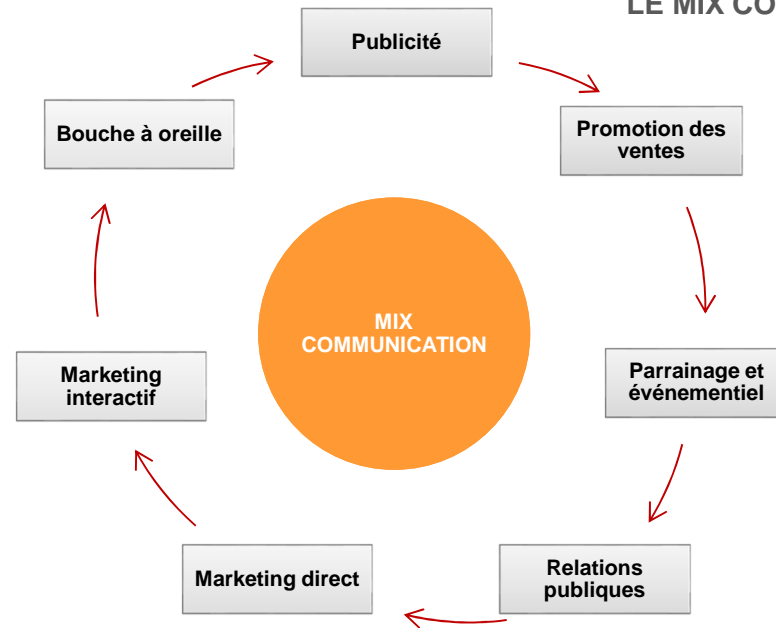 LE MIX CO
Publicité
Bouche à oreille
Promotion des
ventes
MIX
COMMUNICATION
Marketing
interactif
Parrainage et
événementiel
Marketing direct
Relations
publiques